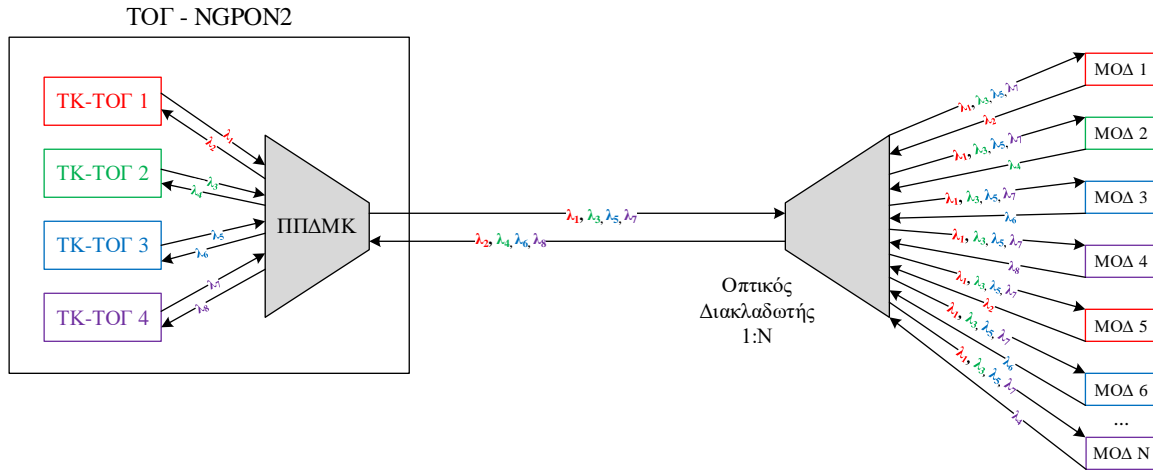 ΤΟΓ - NGPON2
ΤΚ-ΤΟΓ 1
ΤΚ-ΤΟΓ 2
ΤΚ-ΤΟΓ 3
ΤΚ-ΤΟΓ 4
λ1
λ2
λ3
λ4
λ5
λ6
λ7
λ8
ΠΠΔΜΚ
λ1, λ3, λ5, λ7
λ2, λ4, λ6, λ8
Οπτικός
Διακλαδωτής
1:N
λ1, λ3, λ5, λ7
λ2
ΜΟΔ 1
λ1, λ3, λ5, λ7
λ4
ΜΟΔ 2
λ1, λ3, λ5, λ7
λ6
ΜΟΔ 3
λ1, λ3, λ5, λ7
λ8
ΜΟΔ 4
λ1, λ3, λ5, λ7
λ2
ΜΟΔ 5
λ1, λ3, λ5, λ7
λ6
ΜΟΔ 6
...
λ1, λ3, λ5, λ7
λ4
ΜΟΔ Ν